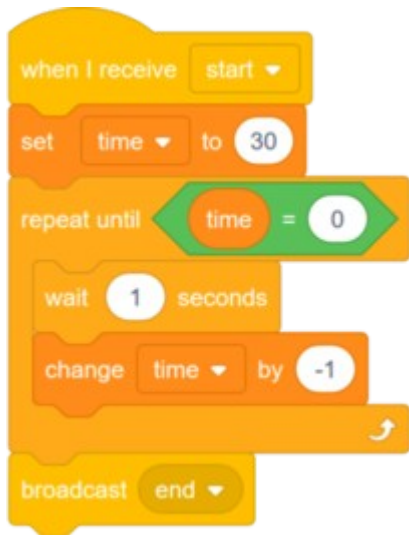 when I receive start
set time to 30
repeat until time = 0
wait 1 seconds
change time by -1
broadcast end